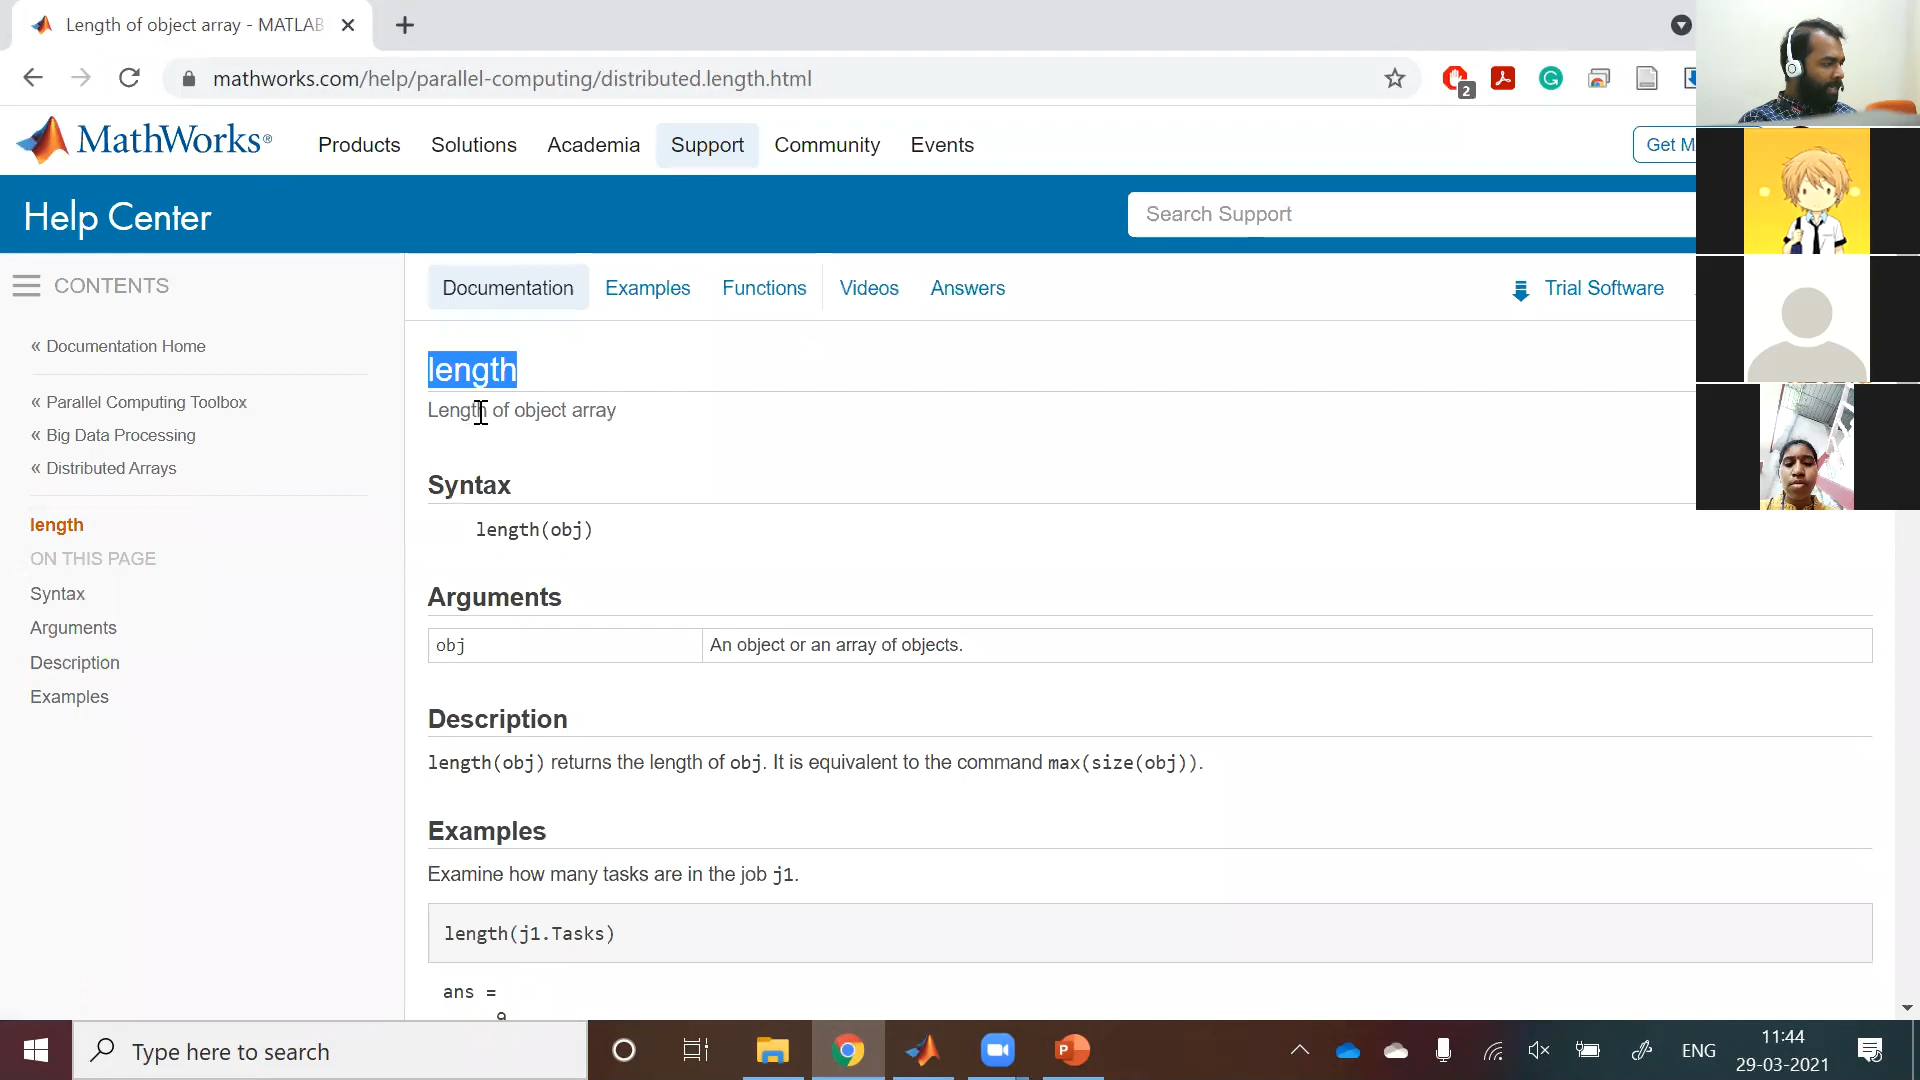 Length of object array - MATLAB
mathworks.com/help/parallel-computing/distributed.length.html
2
MathWorks®
Products
Solutions
Academia
Support
Community
Events
Get M
Help Center
Search Support
CONTENTS
« Documentation Home
« Parallel Computing Toolbox
« Big Data Processing
« Distributed Arrays
length
ON THIS PAGE
Syntax
Arguments
Description
Examples
Documentation
Examples
Functions
Videos
Answers
Trial Software
length
Length of object array
Syntax
length(obj)
Arguments
obj
An object or an array of objects.
Description
length(obj) returns the length of obj. It is equivalent to the command max(size(obj)).
Examples
Examine how many tasks are in the job j1.
length(j1.Tasks)
ans =
Type here to search
ENG
11:44
29-03-2021